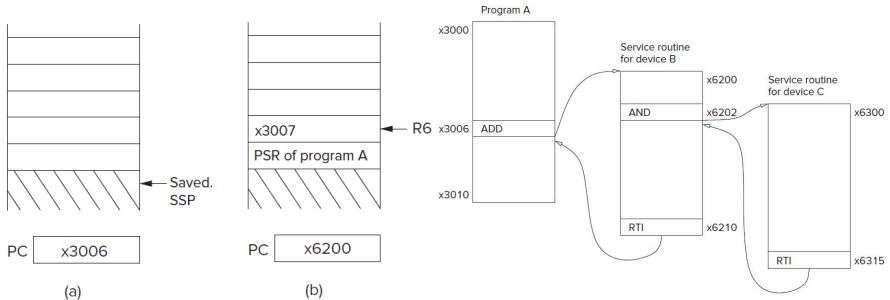 Saved.
SSP
PC x3006
(a)
x3007
PSR of program A
R6
PC x6200
(b)
Program A
x3000
x3006 ADD
x3010
Service routine
for device B
x6200
AND x6202
RTI x6210
Service routine
for device C
x6300
RTI x6315